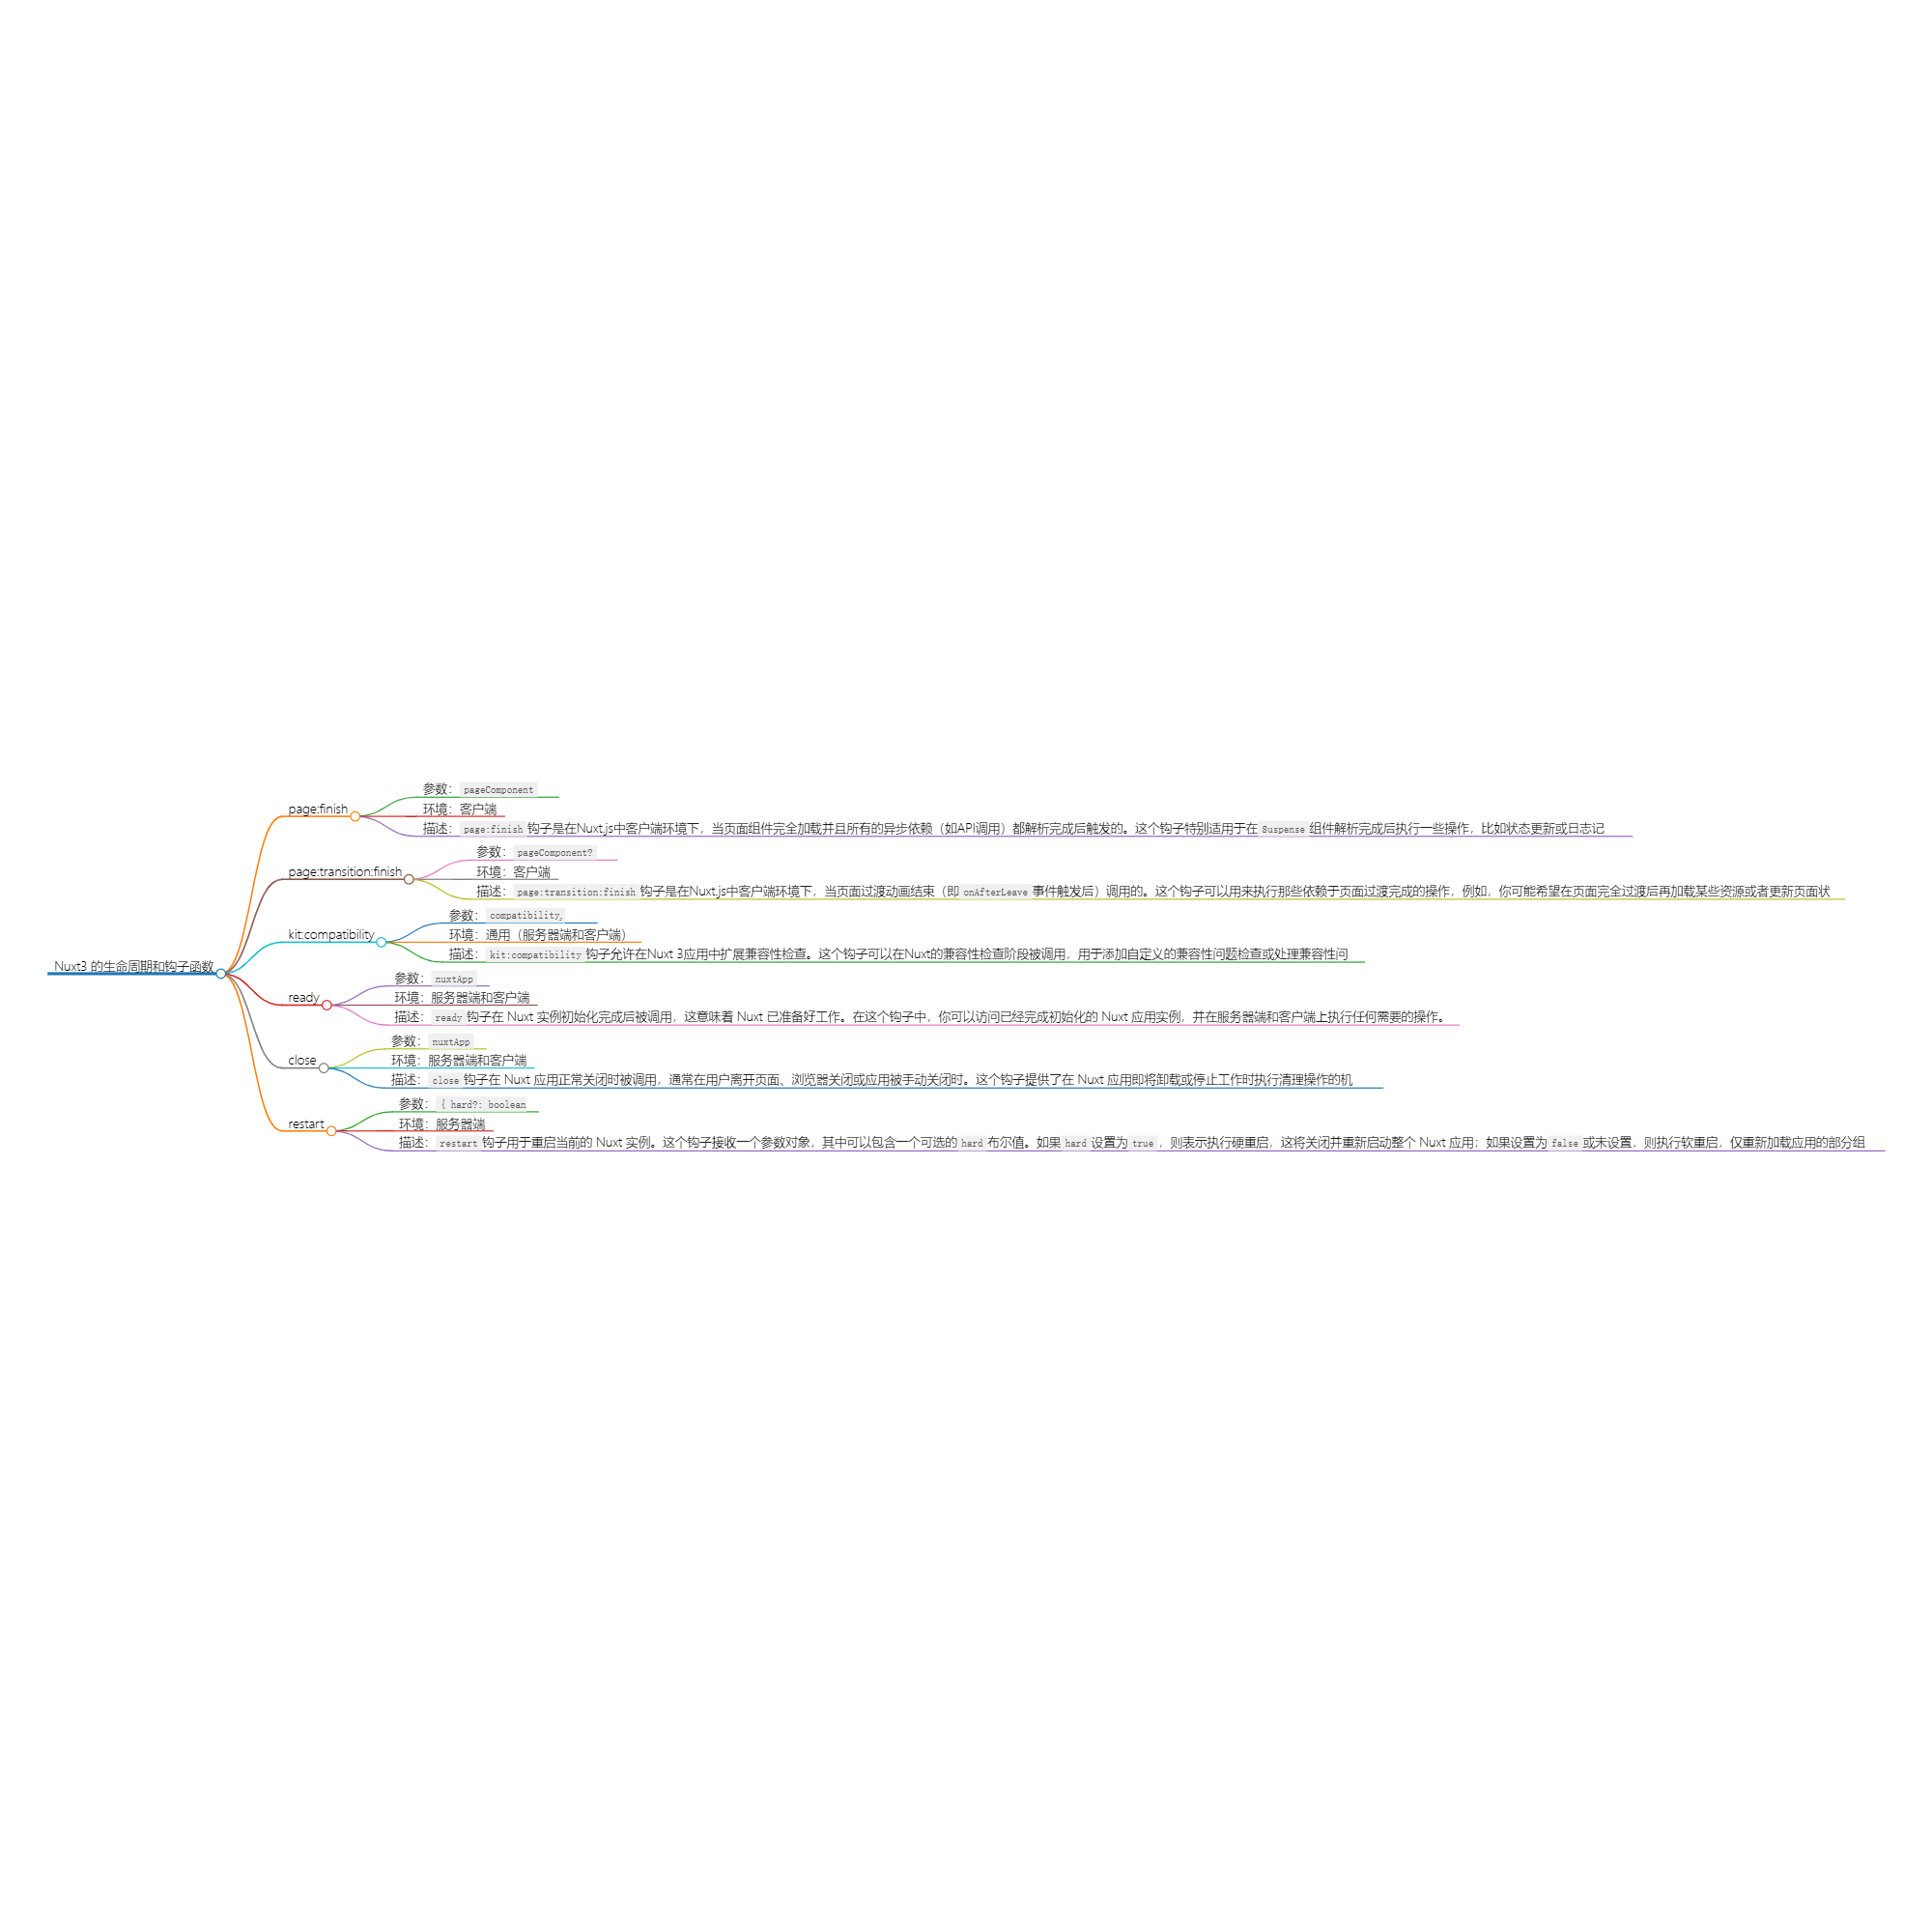 Nuxt3 的生命周期和钩子函数
page:finish
参数：pageComponent
环境：客户端
描述：page:finish 钩子是在Nuxt.js中客户端环境下，当页面组件完全加载并且所有的异步依赖（如API调用）都解析完成后触发的。这个钩子特别适用于在 Suspense 组件解析完成后执行一些操作，比如状态更新或日志记
page:transition:finish
参数：pageComponent?
环境：客户端
描述：page:transition:finish 钩子是在Nuxt.js中客户端环境下，当页面过渡动画结束（即 onAfterLeave 事件触发后）调用的。这个钩子可以用来执行那些依赖于页面过渡完成的操作，例如，你可能希望在页面完全过渡后再加载某些资源或者更新页面状
kit:compatibility
参数：compatibility,
环境：通用（服务器端和客户端）
描述：kit:compatibility 钩子允许在Nuxt 3应用中扩展兼容性检查。这个钩子可以在Nuxt的兼容性检查阶段被调用，用于添加自定义的兼容性问题检查或处理兼容性问
ready
参数：nuxtApp
环境：服务器端和客户端
描述：ready 钩子在 Nuxt 实例初始化完成后被调用，这意味着 Nuxt 已准备好工作。在这个钩子中，你可以访问已经完成初始化的 Nuxt 应用实例，并在服务器端和客户端上执行任何需要的操作。
close
参数：nuxtApp
环境：服务器端和客户端
描述：close 钩子在 Nuxt 应用正常关闭时被调用，通常在用户离开页面、浏览器关闭或应用被手动关闭时。这个钩子提供了在 Nuxt 应用即将卸载或停止工作时执行清理操作的机
restart
参数：{ hard?: boolean
环境：服务器端
描述：restart 钩子用于重启当前的 Nuxt 实例。这个钩子接收一个参数对象，其中可以包含一个可选的 hard 布尔值。如果 hard 设置为 true ，则表示执行硬重启，这将关闭并重新启动整个 Nuxt 应用；如果设置为 false 或未设置，则执行软重启，仅重新加载应用的部分组